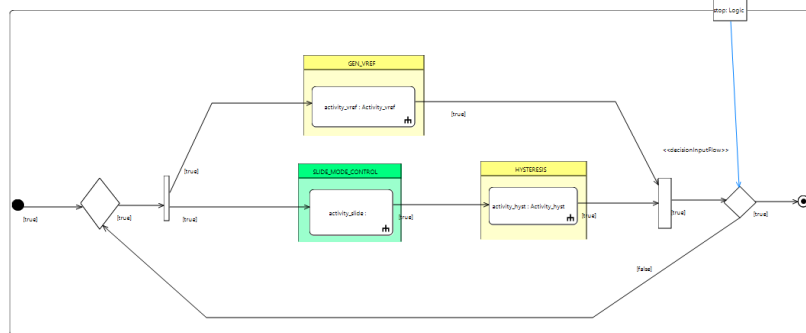 stop: Logic
GEN_VREF
activity_vref : Activity_vref
[true]
[true]
<<decisionInputFlow>>
SLIDE_MODE_CONTROL
HYSTERESIS
activity_slide :
activity_hyst : Activity_hyst
[true]
[true]
[true]
[true]
[true]
[true]
[true]
[true]
[false]